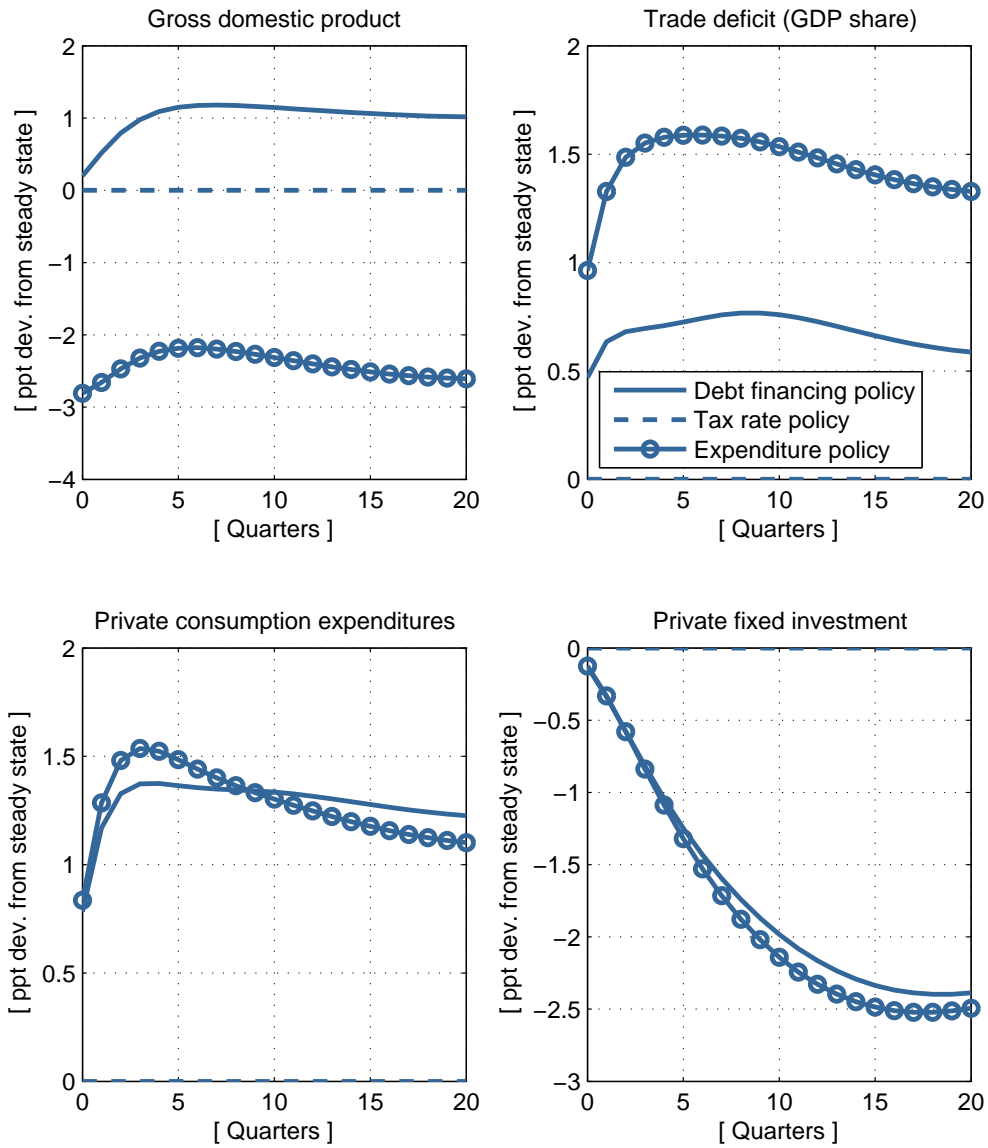 Gross domestic product
[ ppt dev. from steady state ]
2
1
0
−1
−2
−3
−4
0 5 10 15 20
[ Quarters ]
Trade deficit (GDP share)
[ ppt dev. from steady state ]
2
1.5
1
0.5
0
Debt financing policy
Tax rate policy
Expenditure policy
0 5 10 15 20
[ Quarters ]
Private consumption expenditures
[ ppt dev. from steady state ]
2
1.5
1
0.5
0
0 5 10 15 20
[ Quarters ]
Private fixed investment
[ ppt dev. from steady state ]
0
−0.5
−1
−1.5
−2
−2.5
−3
0 5 10 15 20
[ Quarters ]